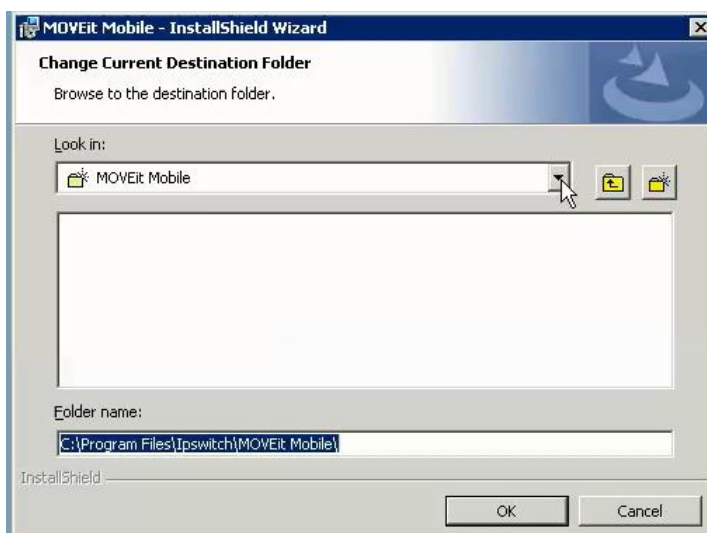 MOVEit Mobile - InstallShield Wizard
Change Current Destination Folder
Browse to the destination folder.
Look in:
MOVEit Mobile
Folder name:
C:\Program Files\Ipswitch\MOVEit Mobile\
InstallShield
OK
Cancel